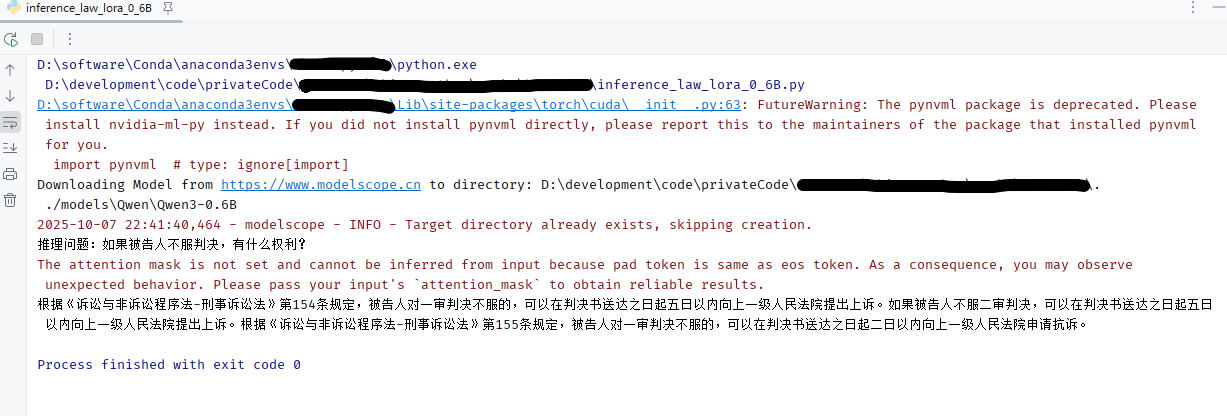 inference_law_lora_0_6B
D:\software\Conda\anaconda3envs\ \python.exe
D:\development\code\privateCode\ \inference_law_lora_0_6B.py
D:\software\Conda\anaconda3envs\ Lib\site-packages\torch\cuda\__init__.py:63: FutureWarning: The pynvml package is deprecated. Please
install nvidia-ml-py instead. If you did not install pynvml directly, please report this to the maintainers of the package that installed pynvml
for you.
import pynvml  # type: ignore[import]
Downloading Model from https://www.modelscope.cn to directory: D:\development\code\privateCode\ \.
./models\Qwen\Qwen3-0.6B
2025-10-07 22:41:40,464 - modelscope - INFO - Target directory already exists, skipping creation.
推理问题：如果被告人不服判决，有什么权利？
The attention mask is not set and cannot be inferred from input because pad token is same as eos token. As a consequence, you may observe
unexpected behavior. Please pass your input's `attention_mask` to obtain reliable results.
根据《诉讼与非诉讼程序法-刑事诉讼法》第154条规定，被告人对一审判决不服的，可以在判决书送达之日起五日以内向上一级人民法院提出上诉。如果被告人不服二审判决，可以在判决书送达之日起五日
以内向上一级人民法院提出上诉。根据《诉讼与非诉讼程序法-刑事诉讼法》第155条规定，被告人对一审判决不服的，可以在判决书送达之日起二日以内向上一级人民法院申请抗诉。
Process finished with exit code 0